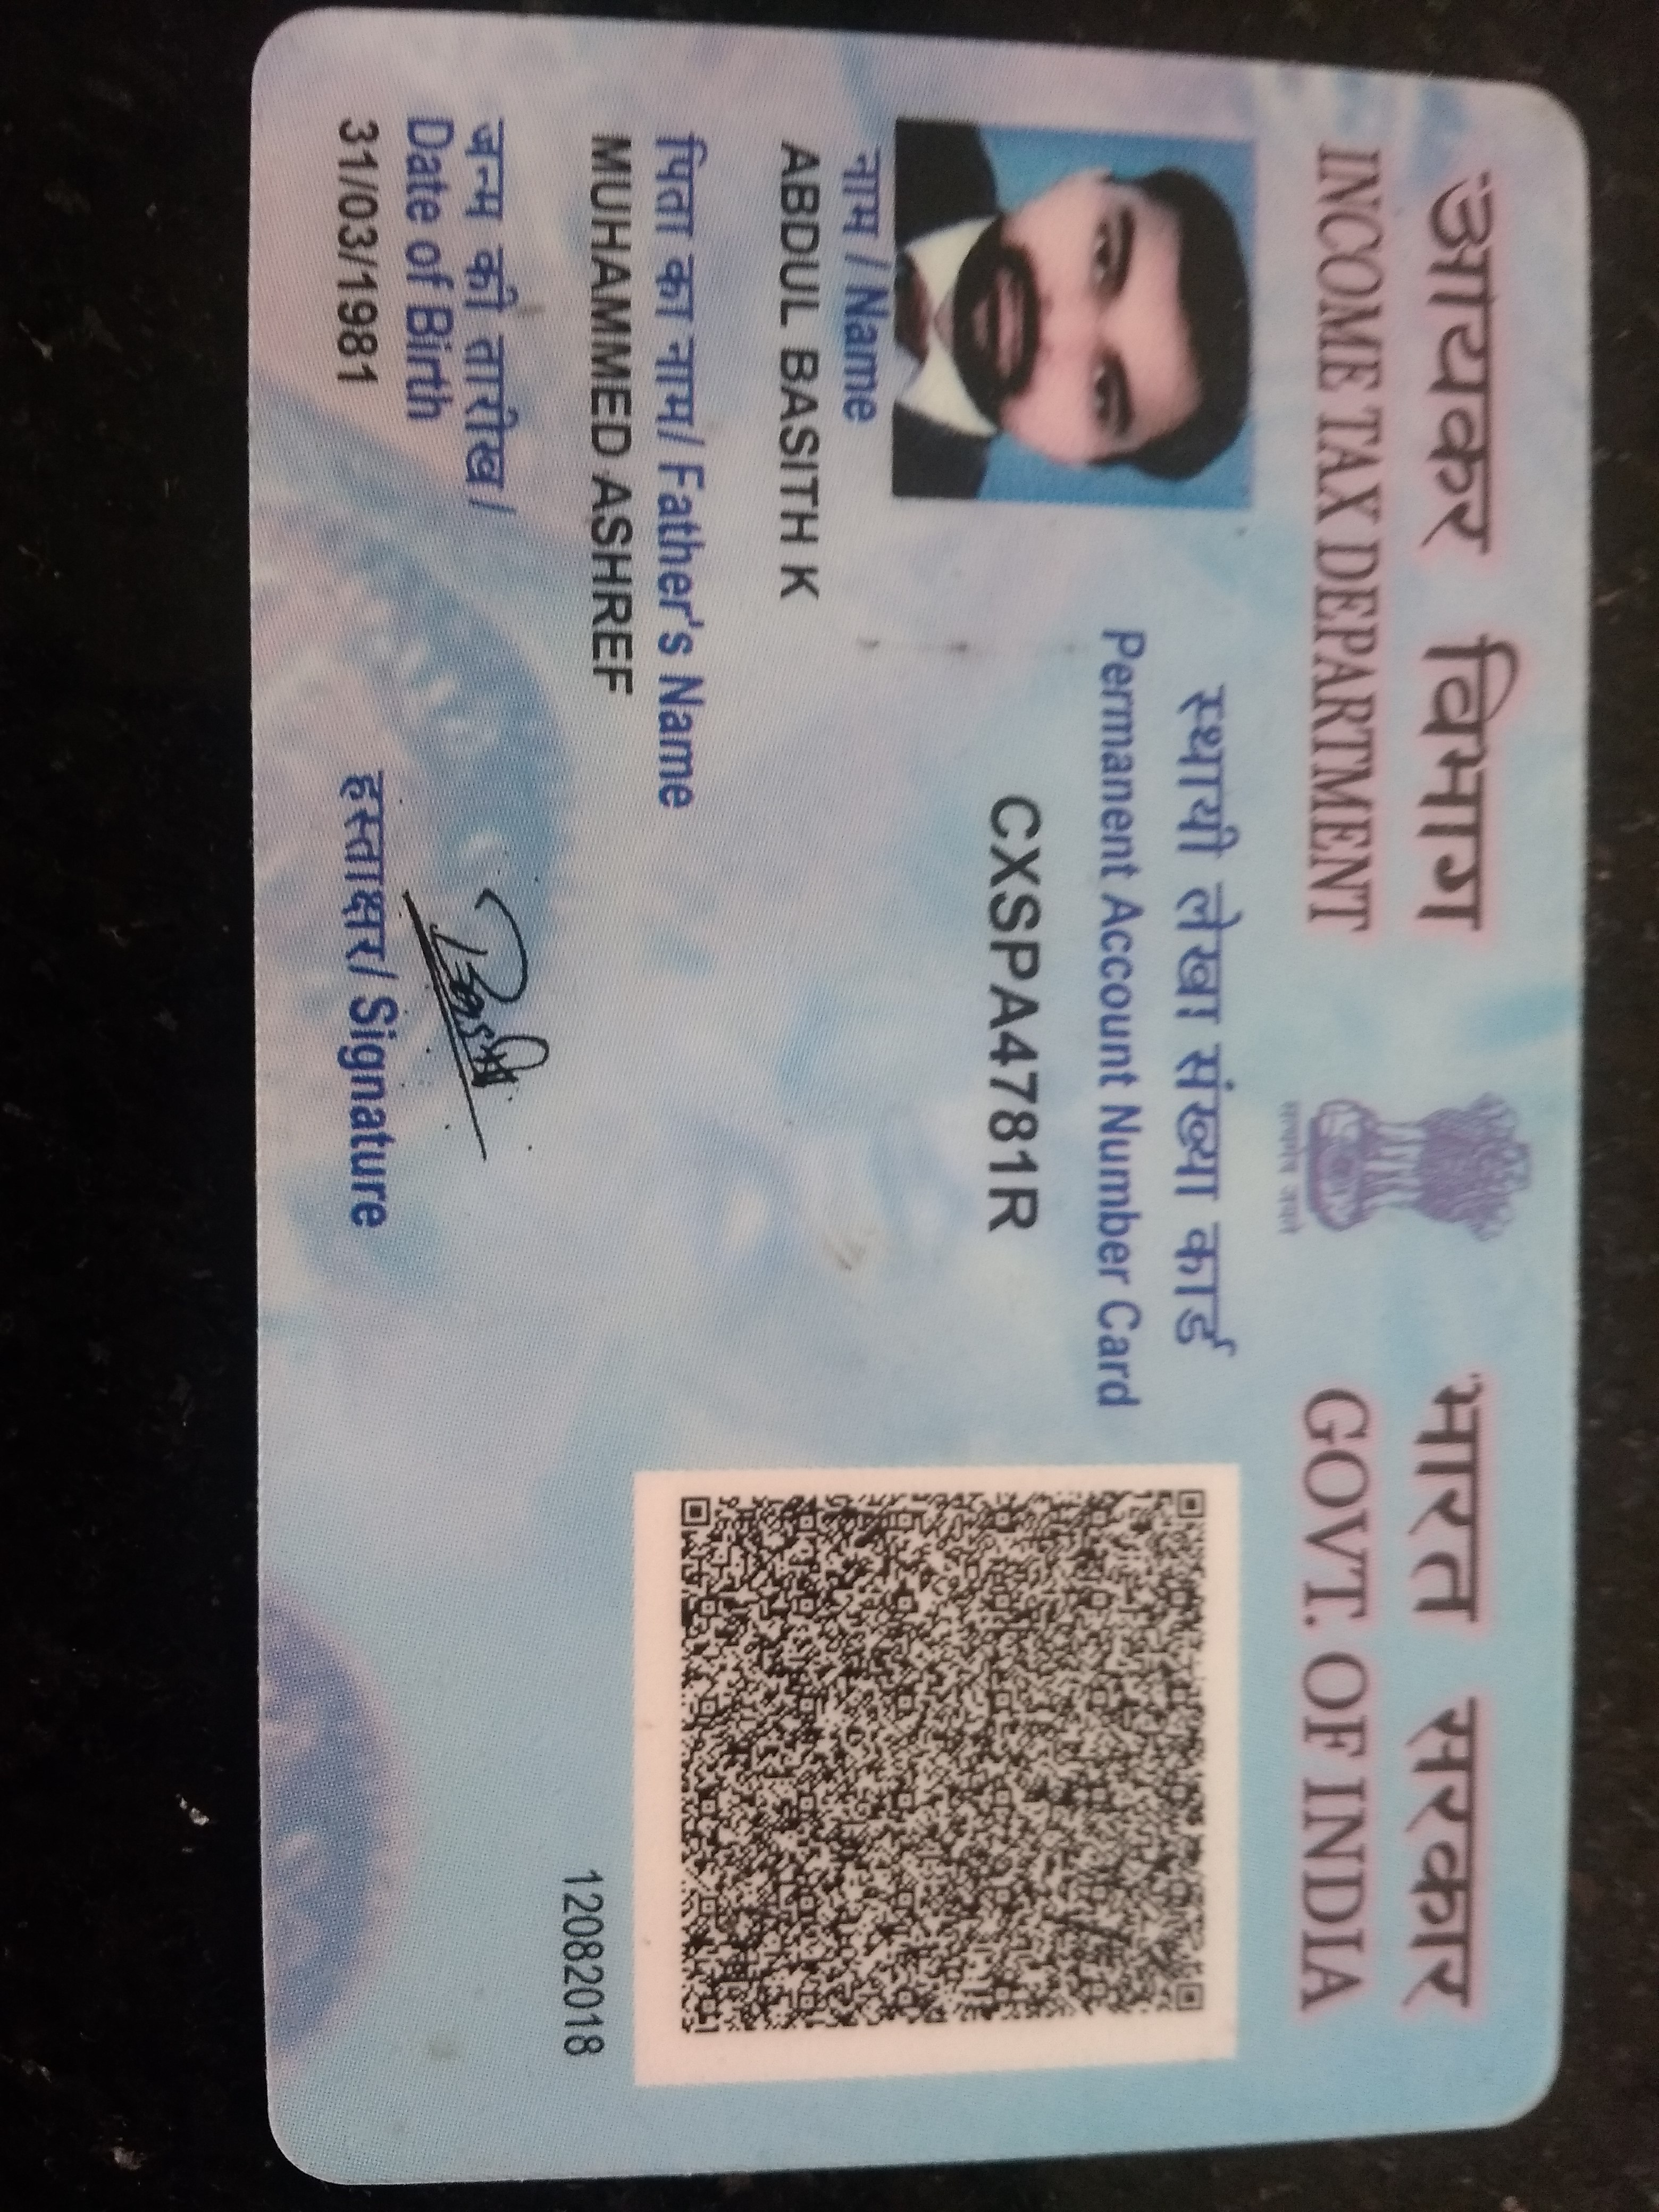 आयकर विभाग
INCOME TAX DEPARTMENT
सत्यमेव जयते
भारत सरकार
GOVT. OF INDIA
स्थायी लेखा संख्या कार्ड
Permanent Account Number Card
CXSPA4781R
नाम / Name
ABDUL BASITH K
पिता का नाम/ Father's Name
MUHAMMED ASHREF
12082018
जन्म की तारीख /
Date of Birth
31/03/1981
Basith
हस्ताक्षर/ Signature